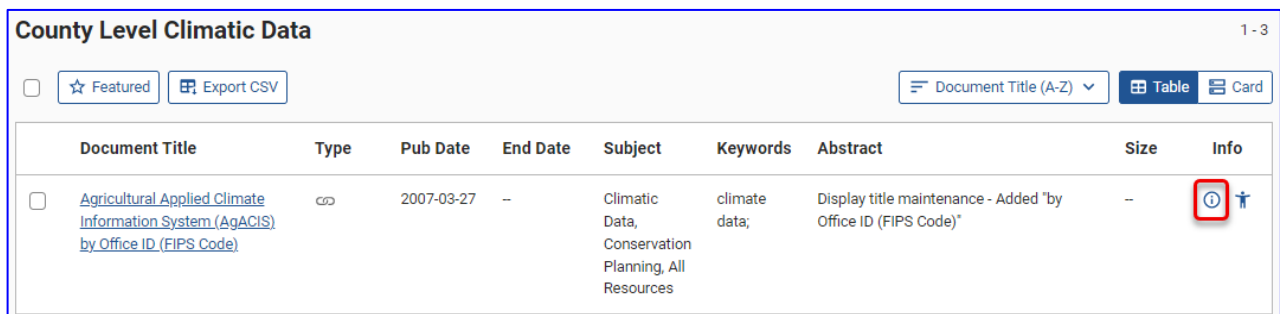 County Level Climatic Data
1 - 3
Featured
Export CSV
Document Title (A-Z)
Table
Card
Document Title Type Pub Date End Date Subject Keywords Abstract Size Info
Agricultural Applied Climate Information System (AgACIS) by Office ID (FIPS Code)
2007-03-27
--
Climatic Data, Conservation Planning, All Resources
climate data;
Display title maintenance - Added "by Office ID (FIPS Code)"
--